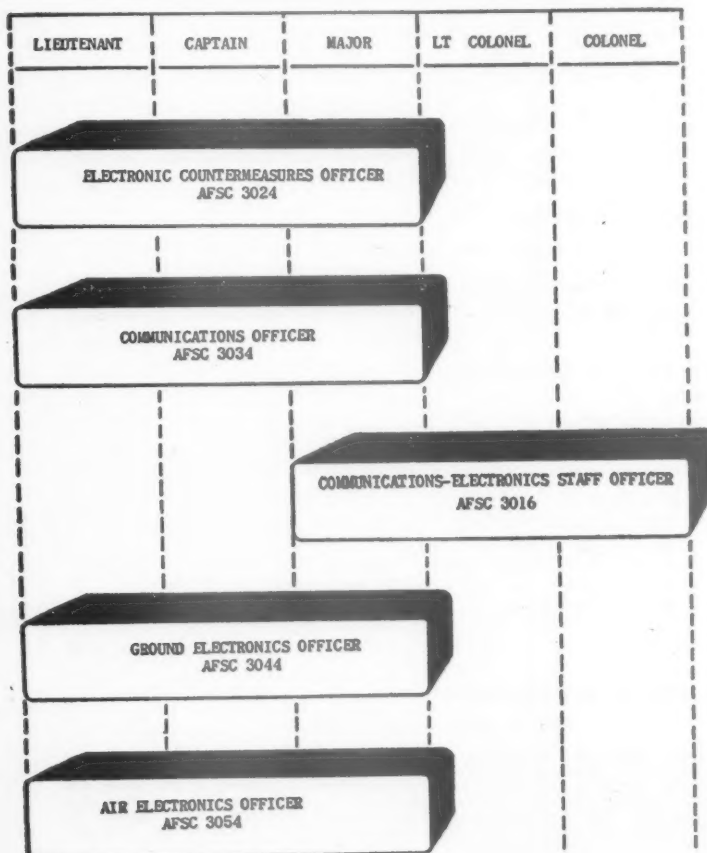 LIEUTENANT CAPTAIN MAJOR LT COLONEL COLONEL
ELECTRONIC COUNTERMEASURES OFFICER
AFSC 3024
COMMUNICATIONS OFFICER
AFSC 3034
COMMUNICATIONS-ELECTRONICS STAFF OFFICER
AFSC 3016
GROUND ELECTRONICS OFFICER
AFSC 3044
AIR ELECTRONICS OFFICER
AFSC 3054